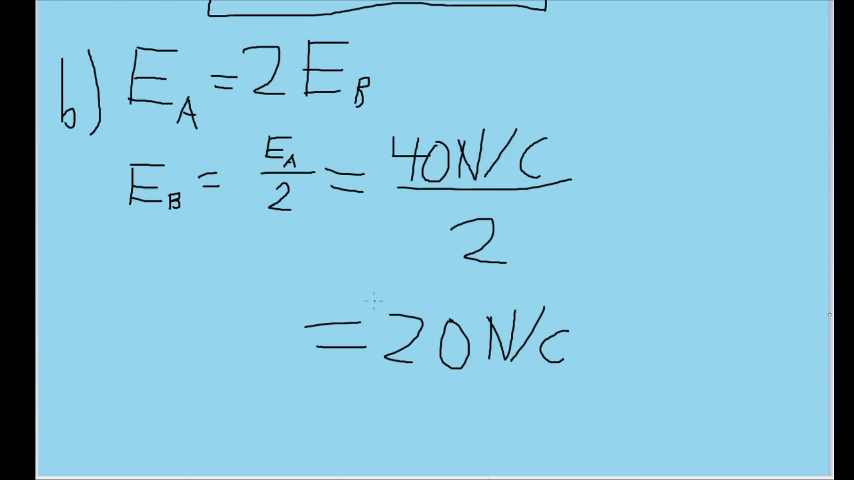 b) E_A = 2E_B
E_B = E_A/2 = 40N/C / 2
= 20N/C